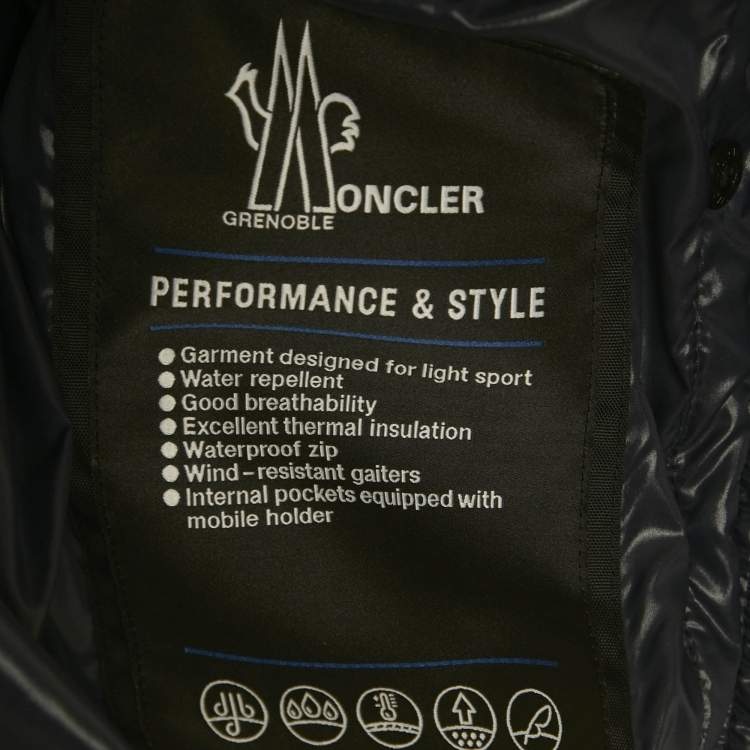 MONCLER
GRENOBLE
PERFORMANCE & STYLE
● Garment designed for light sport
● Water repellent
● Good breathability
● Excellent thermal insulation
● Waterproof zip
● Wind-resistant gaiters
● Internal pockets equipped with
mobile holder